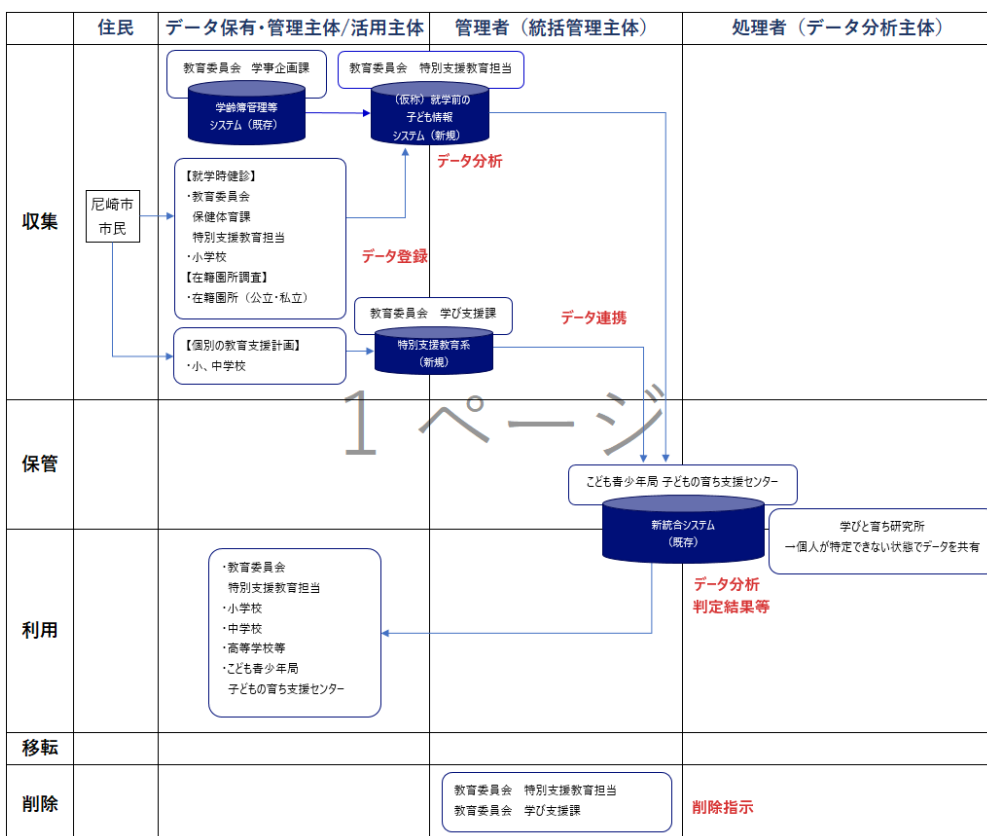 住民
データ保有・管理主体/活用主体
管理者（統括管理主体）
処理者（データ分析主体）
収集
尼崎市
市民
教育委員会　学事企画課
学齢簿管理等
システム（既存）
教育委員会　特別支援教育担当
（仮称）就学前の
子ども情報
システム（新規）
データ分析
【就学時健診】
・教育委員会
保健体育課
特別支援教育担当
・小学校
【在籍園所調査】
・在籍園所（公立・私立）
データ登録
教育委員会　学び支援課
特別支援教育系
（新規）
データ連携
【個別の教育支援計画】
・小、中学校
1 ページ
保管
こども青少年局 子どもの育ち支援センター
新統合システム
（既存）
学びと育ち研究所
→個人が特定できない状態でデータを共有
利用
・教育委員会
特別支援教育担当
・小学校
・中学校
・高等学校等
・こども青少年局
子どもの育ち支援センター
データ分析
判定結果等
移転
削除
教育委員会　特別支援教育担当
教育委員会　学び支援課
削除指示